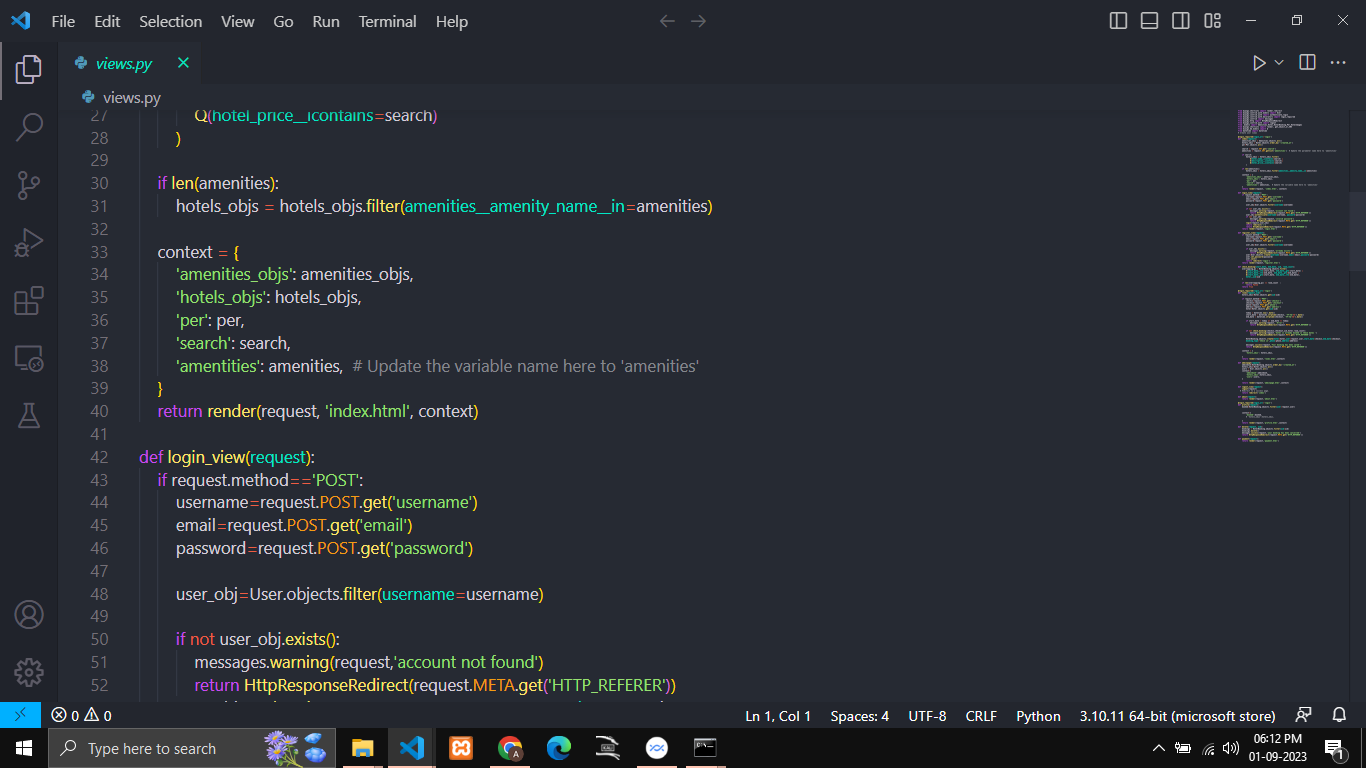 File Edit Selection View Go Run Terminal Help
views.py
views.py
27 Q(hotel_price__icontains=search)
28 )
29
30 if len(amenities):
31 hotels_objs = hotels_objs.filter(amenities__amenity_name__in=amenities)
32
33 context = {
34 'amenities_objs': amenities_objs,
35 'hotels_objs': hotels_objs,
36 'per': per,
37 'search': search,
38 'amentities': amenities, # Update the variable name here to 'amenities'
39 }
40 return render(request, 'index.html', context)
41
42 def login_view(request):
43 if request.method=='POST':
44 username=request.POST.get('username')
45 email=request.POST.get('email')
46 password=request.POST.get('password')
47
48 user_obj=User.objects.filter(username=username)
49
50 if not user_obj.exists():
51 messages.warning(request,'account not found')
52 return HttpResponseRedirect(request.META.get('HTTP_REFERER'))
0 0 Ln 1, Col 1 Spaces: 4 UTF-8 CRLF Python 3.10.11 64-bit (microsoft store)
Type here to search
06:12 PM
01-09-2023
1